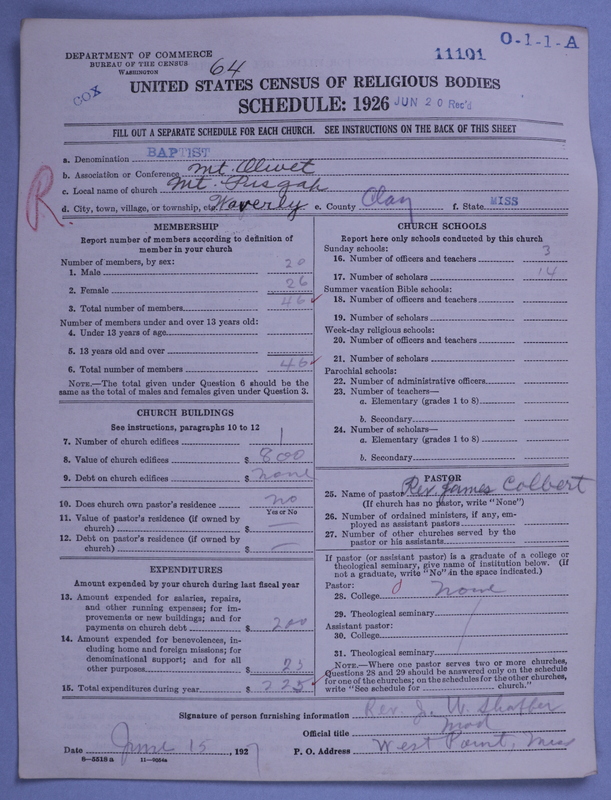 O-1-1-A
11101
DEPARTMENT OF COMMERCE
BUREAU OF THE CENSUS
WASHINGTON
64
COX
UNITED STATES CENSUS OF RELIGIOUS BODIES
SCHEDULE: 1926 JUN 20 Rec'd
FILL OUT A SEPARATE SCHEDULE FOR EACH CHURCH. SEE INSTRUCTIONS ON THE BACK OF THIS SHEET
a. Denomination BAPTIST
b. Association or Conference Mt. Olivet
c. Local name of church Mt. Pisgah
R.
d. City, town, village, or township, etc. Waverly e. County Clay f. State MISS
MEMBERSHIP
Report number of members according to definition of
member in your church
Number of members, by sex:
1. Male 20
2. Female 26
3. Total number of members 46
Number of members under and over 13 years old:
4. Under 13 years of age
5. 13 years old and over
6. Total number of members 46
NOTE.—The total given under Question 6 should be the
same as the total of males and females given under Question 3.
CHURCH BUILDINGS
See instructions, paragraphs 10 to 12
7. Number of church edifices 1
8. Value of church edifices $ 800
9. Debt on church edifices $ none
10. Does church own pastor's residence no
Yes or No
11. Value of pastor's residence (if owned by
church) $ —
12. Debt on pastor's residence (if owned by
church) $ —
EXPENDITURES
Amount expended by your church during last fiscal year
13. Amount expended for salaries, repairs,
and other running expenses; for im-
provements or new buildings; and for
payments on church debt $ 200
14. Amount expended for benevolences, in-
cluding home and foreign missions; for
denominational support; and for all
other purposes $ 25
15. Total expenditures during year $ 225
CHURCH SCHOOLS
Report here only schools conducted by this church
Sunday schools:
16. Number of officers and teachers 3
17. Number of scholars 14
Summer vacation Bible schools:
18. Number of officers and teachers
19. Number of scholars
Week-day religious schools:
20. Number of officers and teachers
21. Number of scholars
Parochial schools:
22. Number of administrative officers
23. Number of teachers—
a. Elementary (grades 1 to 8)
b. Secondary
24. Number of scholars—
a. Elementary (grades 1 to 8)
b. Secondary
PASTOR
25. Name of pastor Rev. James Colbert
(If church has no pastor, write "None")
26. Number of ordained ministers, if any, em-
ployed as assistant pastors
27. Number of other churches served by the
pastor or his assistants
If pastor (or assistant pastor) is a graduate of a college or
theological seminary, give name of institution below. (If
not a graduate, write "No" in the space indicated.)
Pastor:
28. College 0 none
29. Theological seminary
Assistant pastor:
30. College
31. Theological seminary
NOTE.—Where one pastor serves two or more churches,
Questions 28 and 29 should be answered only on the schedule
for one of the churches; on the schedules for the other churches,
write "See schedule for church."
Signature of person furnishing information Rev. J. W. Shaffer
Official title Mod
Date June 15, 1927 P. O. Address West Point, Miss
8—5518 a 11—9954a